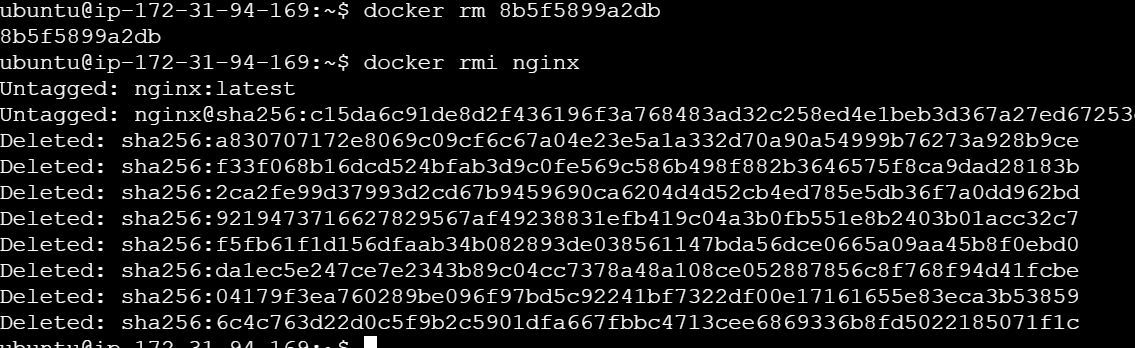 ubuntu@ip-172-31-94-169:~$ docker rm 8b5f5899a2db
8b5f5899a2db
ubuntu@ip-172-31-94-169:~$ docker rmi nginx
Untagged: nginx:latest
Untagged: nginx@sha256:c15da6c91de8d2f436196f3a768483ad32c258ed4e1beb3d367a27ed67253
Deleted: sha256:a830707172e8069c09cf6c67a04e23e5a1a332d70a90a54999b76273a928b9ce
Deleted: sha256:f33f068b16dcd524bfab3d9c0fe569c586b498f882b3646575f8ca9dad28183b
Deleted: sha256:2ca2fe99d37993d2cd67b9459690ca6204d4d52cb4ed785e5db36f7a0dd962bd
Deleted: sha256:9219473716627829567af49238831efb419c04a3b0fb551e8b2403b01acc32c7
Deleted: sha256:f5fb61f1d156dfaab34b082893de038561147bda56dce0665a09aa45b8f0ebd0
Deleted: sha256:da1ec5e247ce7e2343b89c04cc7378a48a108ce052887856c8f768f94d41fcbe
Deleted: sha256:04179f3ea760289be096f97bd5c92241bf7322df00e17161655e83eca3b53859
Deleted: sha256:6c4c763d22d0c5f9b2c5901dfa667fbbc4713cee6869336b8fd5022185071f1c
ubuntu@ip-172-31-94-169:~$